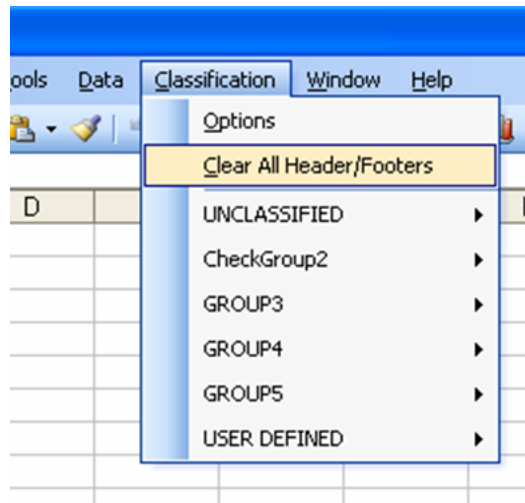 ools Data Classification Window Help
Options
Clear All Header/Footers
D
UNCLASSIFIED
CheckGroup2
GROUP3
GROUP4
GROUP5
USER DEFINED